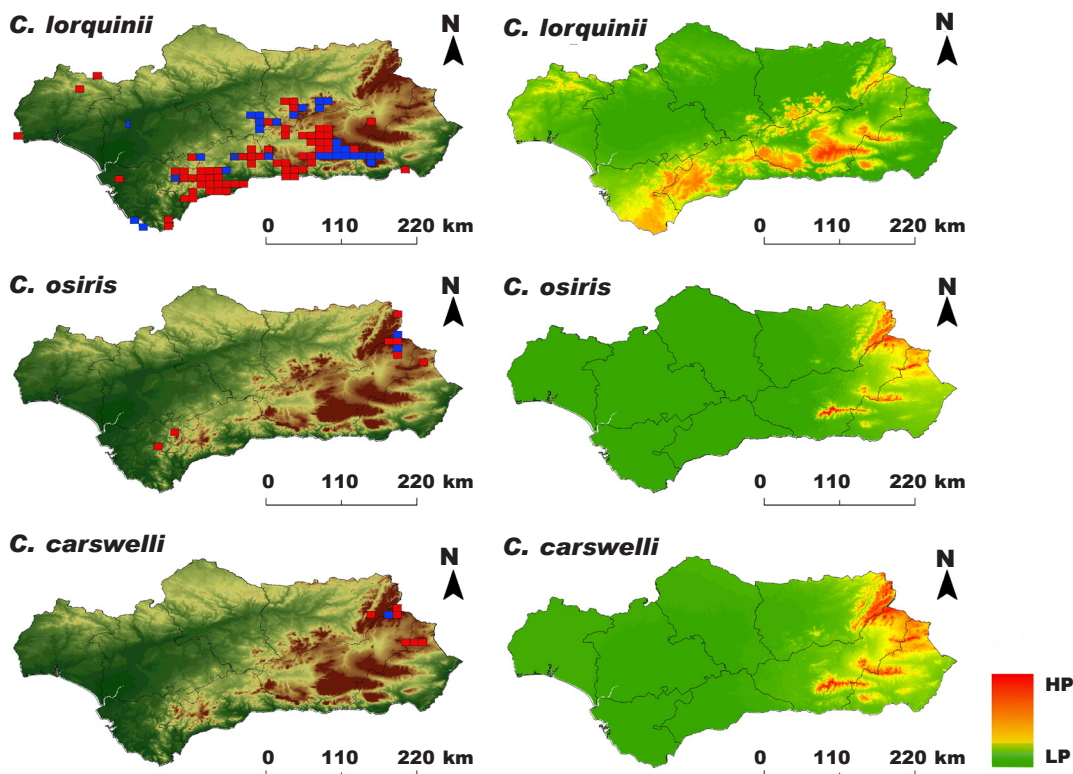 C. lorquinii
N
0 110 220 km
C. lorquinii
N
0 110 220 km
C. osiris
N
0 110 220 km
C. osiris
N
0 110 220 km
C. carswelli
N
0 110 220 km
C. carswelli
N
0 110 220 km
HP
LP